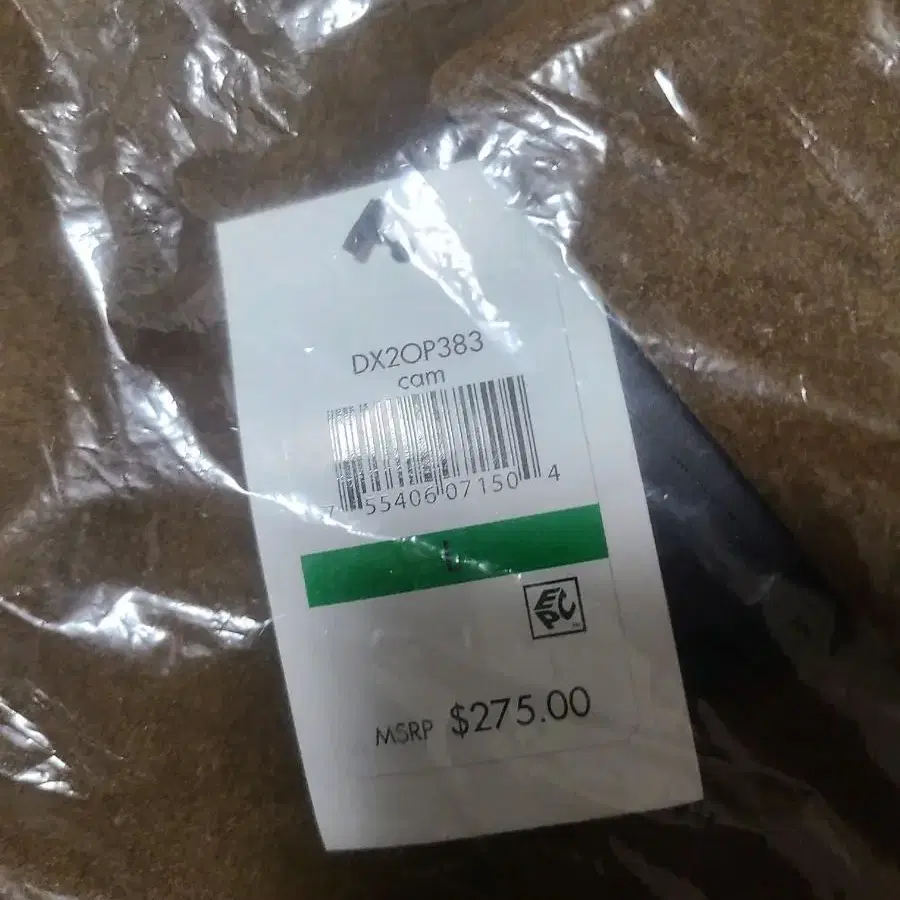 DX2OP383
cam
7 55406 07150 4
L
EPC
MSRP $275.00